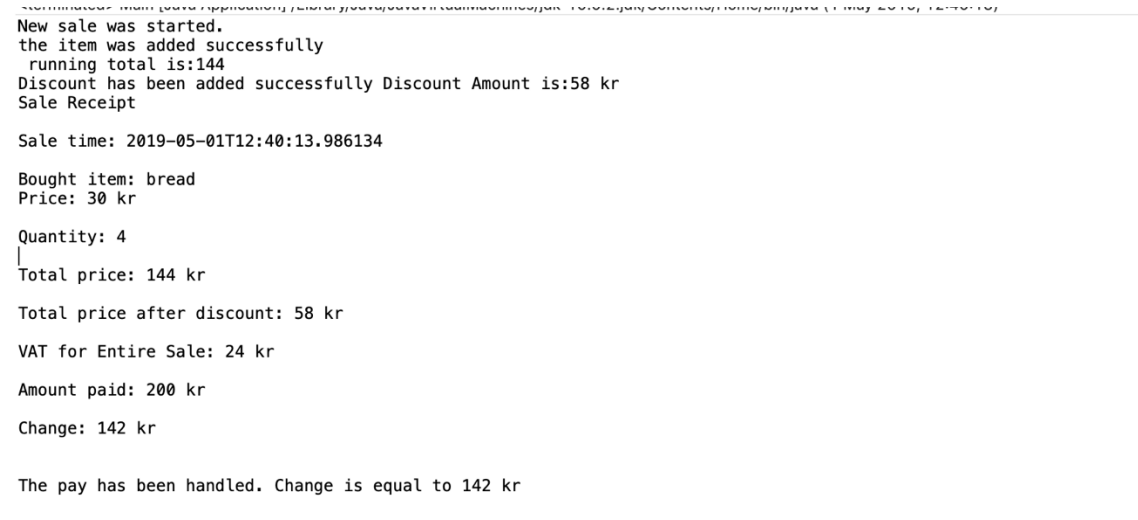 New sale was started.
the item was added successfully
running total is:144
Discount has been added successfully Discount Amount is:58 kr
Sale Receipt
Sale time: 2019-05-01T12:40:13.986134
Bought item: bread
Price: 30 kr
Quantity: 4
Total price: 144 kr
Total price after discount: 58 kr
VAT for Entire Sale: 24 kr
Amount paid: 200 kr
Change: 142 kr
The pay has been handled. Change is equal to 142 kr